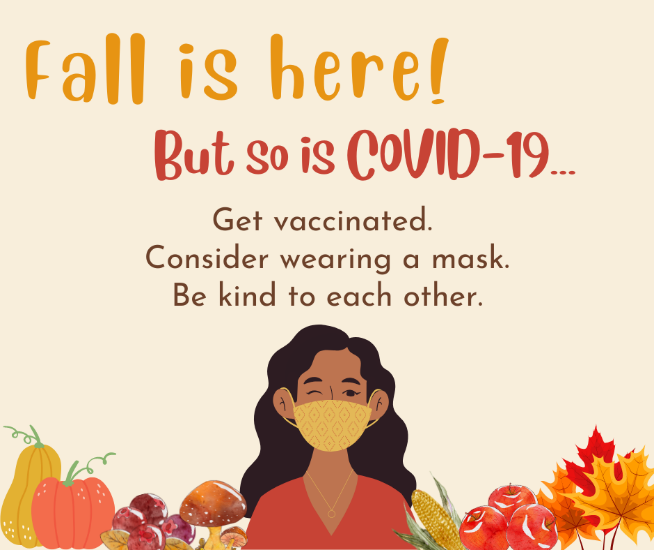 Fall is here!
But so is COVID-19...
Get vaccinated.
Consider wearing a mask.
Be kind to each other.